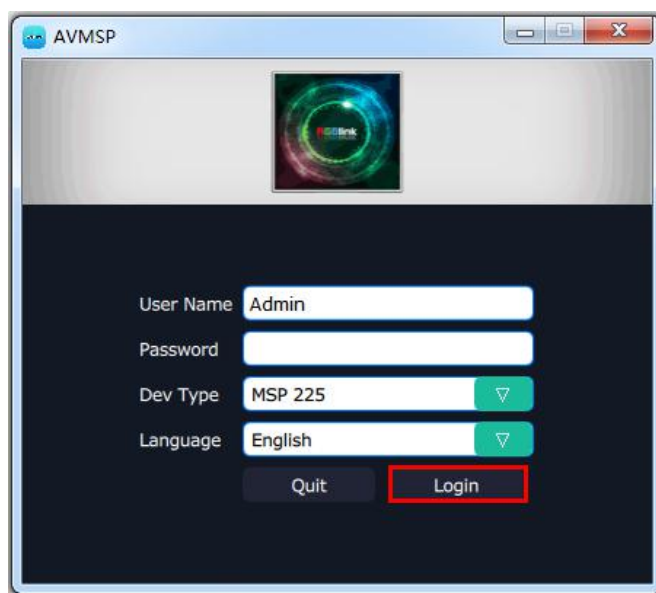 AVMSP
RGBlink
User Name Admin
Password
Dev Type MSP 225
Language English
Quit Login